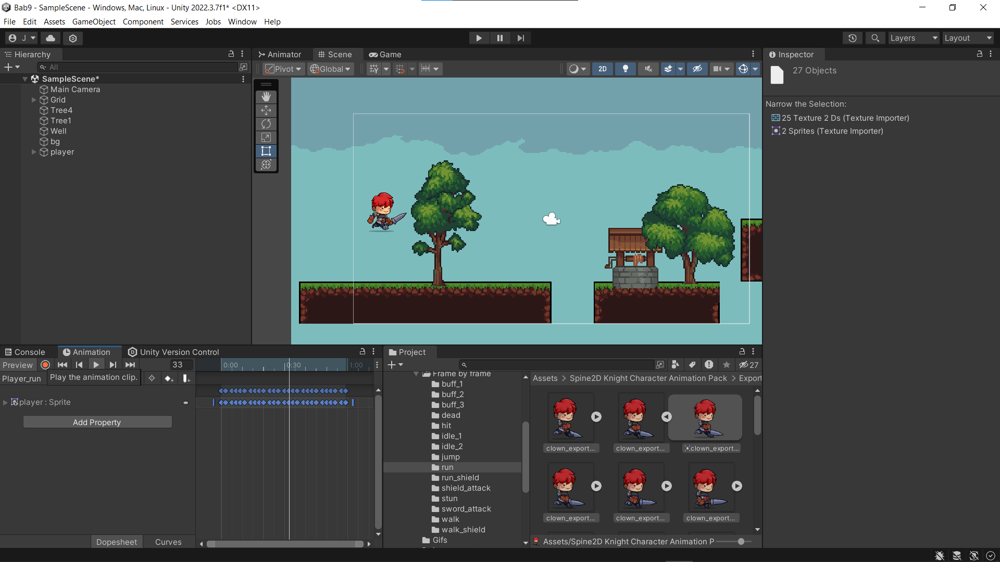 Bab9 - SampleScene - Windows, Mac, Linux - Unity 2022.3.7f1* <DX11>
File Edit Assets GameObject Component Services Jobs Window Help
J
Layers
Layout
Hierarchy
All
SampleScene*
Main Camera
Grid
Tree4
Tree1
Well
bg
player
Animator
Scene
Game
Pivot
Global
2D
Inspector
27 Objects
Narrow the Selection:
25 Texture 2 Ds (Texture Importer)
2 Sprites (Texture Importer)
Console
Animation
Unity Version Control
Preview
33
0:00
0:30
1:00
Player_run
Play the animation clip.
player : Sprite
Add Property
Dopesheet
Curves
Project
27
Frame by frame
buff_1
buff_2
buff_3
dead
hit
idle_1
idle_2
jump
run
run_shield
shield_attack
stun
sword_attack
walk
walk_shield
Gifs
Assets > Spine2D Knight Character Animation Pack > Export
clown_export...
clown_export...
clown_export...
clown_export...
clown_export...
clown_export...
Assets/Spine2D Knight Character Animation P